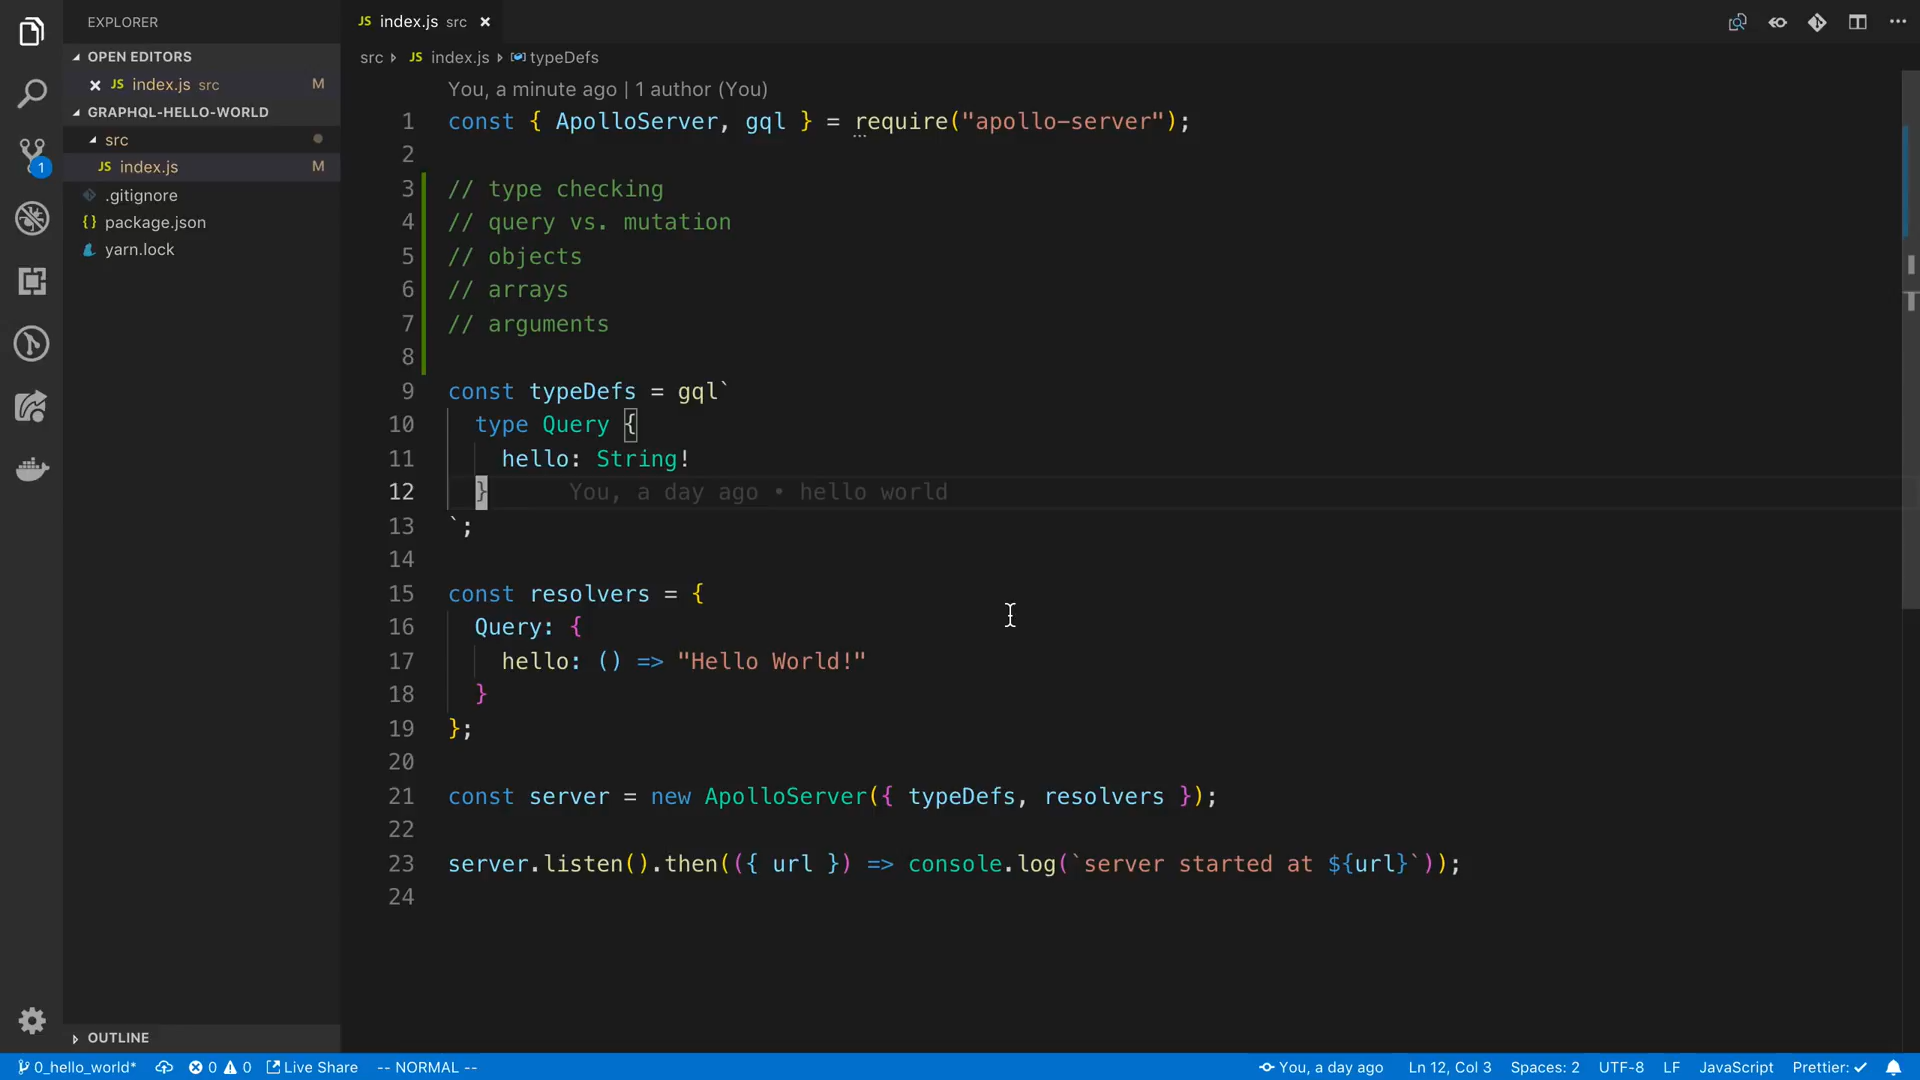 EXPLORER
OPEN EDITORS
JS index.js src M
GRAPHQL-HELLO-WORLD
src
JS index.js M
.gitignore
{} package.json
yarn.lock
1
OUTLINE
JS index.js src
src JS index.js typeDefs
You, a minute ago | 1 author (You)
1 const { ApolloServer, gql } = require("apollo-server");
2
3 // type checking
4 // query vs. mutation
5 // objects
6 // arrays
7 // arguments
8
9 const typeDefs = gql`
10 type Query {
11 hello: String!
12 } You, a day ago • hello world
13 `;
14
15 const resolvers = {
16 Query: {
17 hello: () => "Hello World!"
18 }
19 };
20
21 const server = new ApolloServer({ typeDefs, resolvers });
22
23 server.listen().then(({ url }) => console.log(`server started at ${url}`));
24
0_hello_world* 0 0 Live Share -- NORMAL -- You, a day ago Ln 12, Col 3 Spaces: 2 UTF-8 LF JavaScript Prettier: ✓